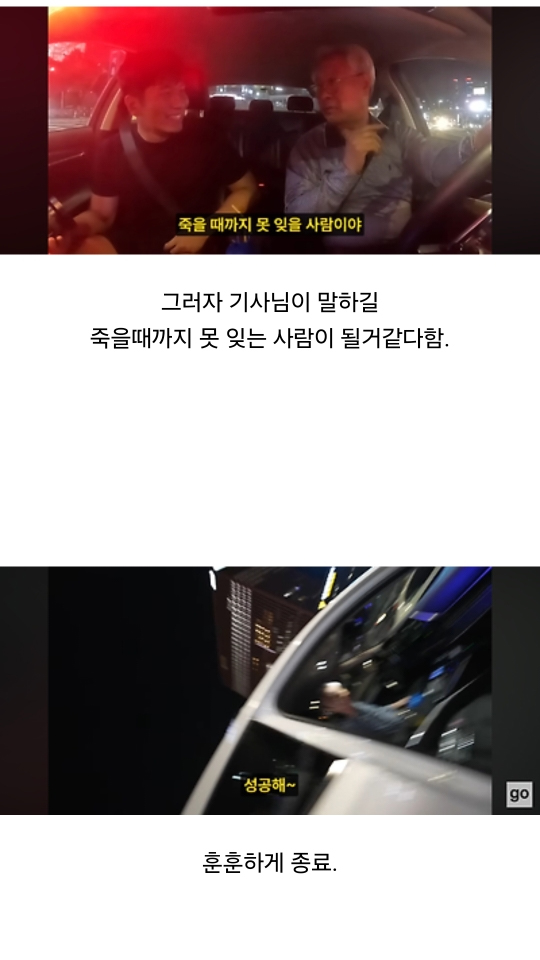 죽을 때까지 못 잊을 사람이야
그러자 기사님이 말하길
죽을때까지 못 잊는 사람이 될거같다함.
성공해~
go
훈훈하게 종료.